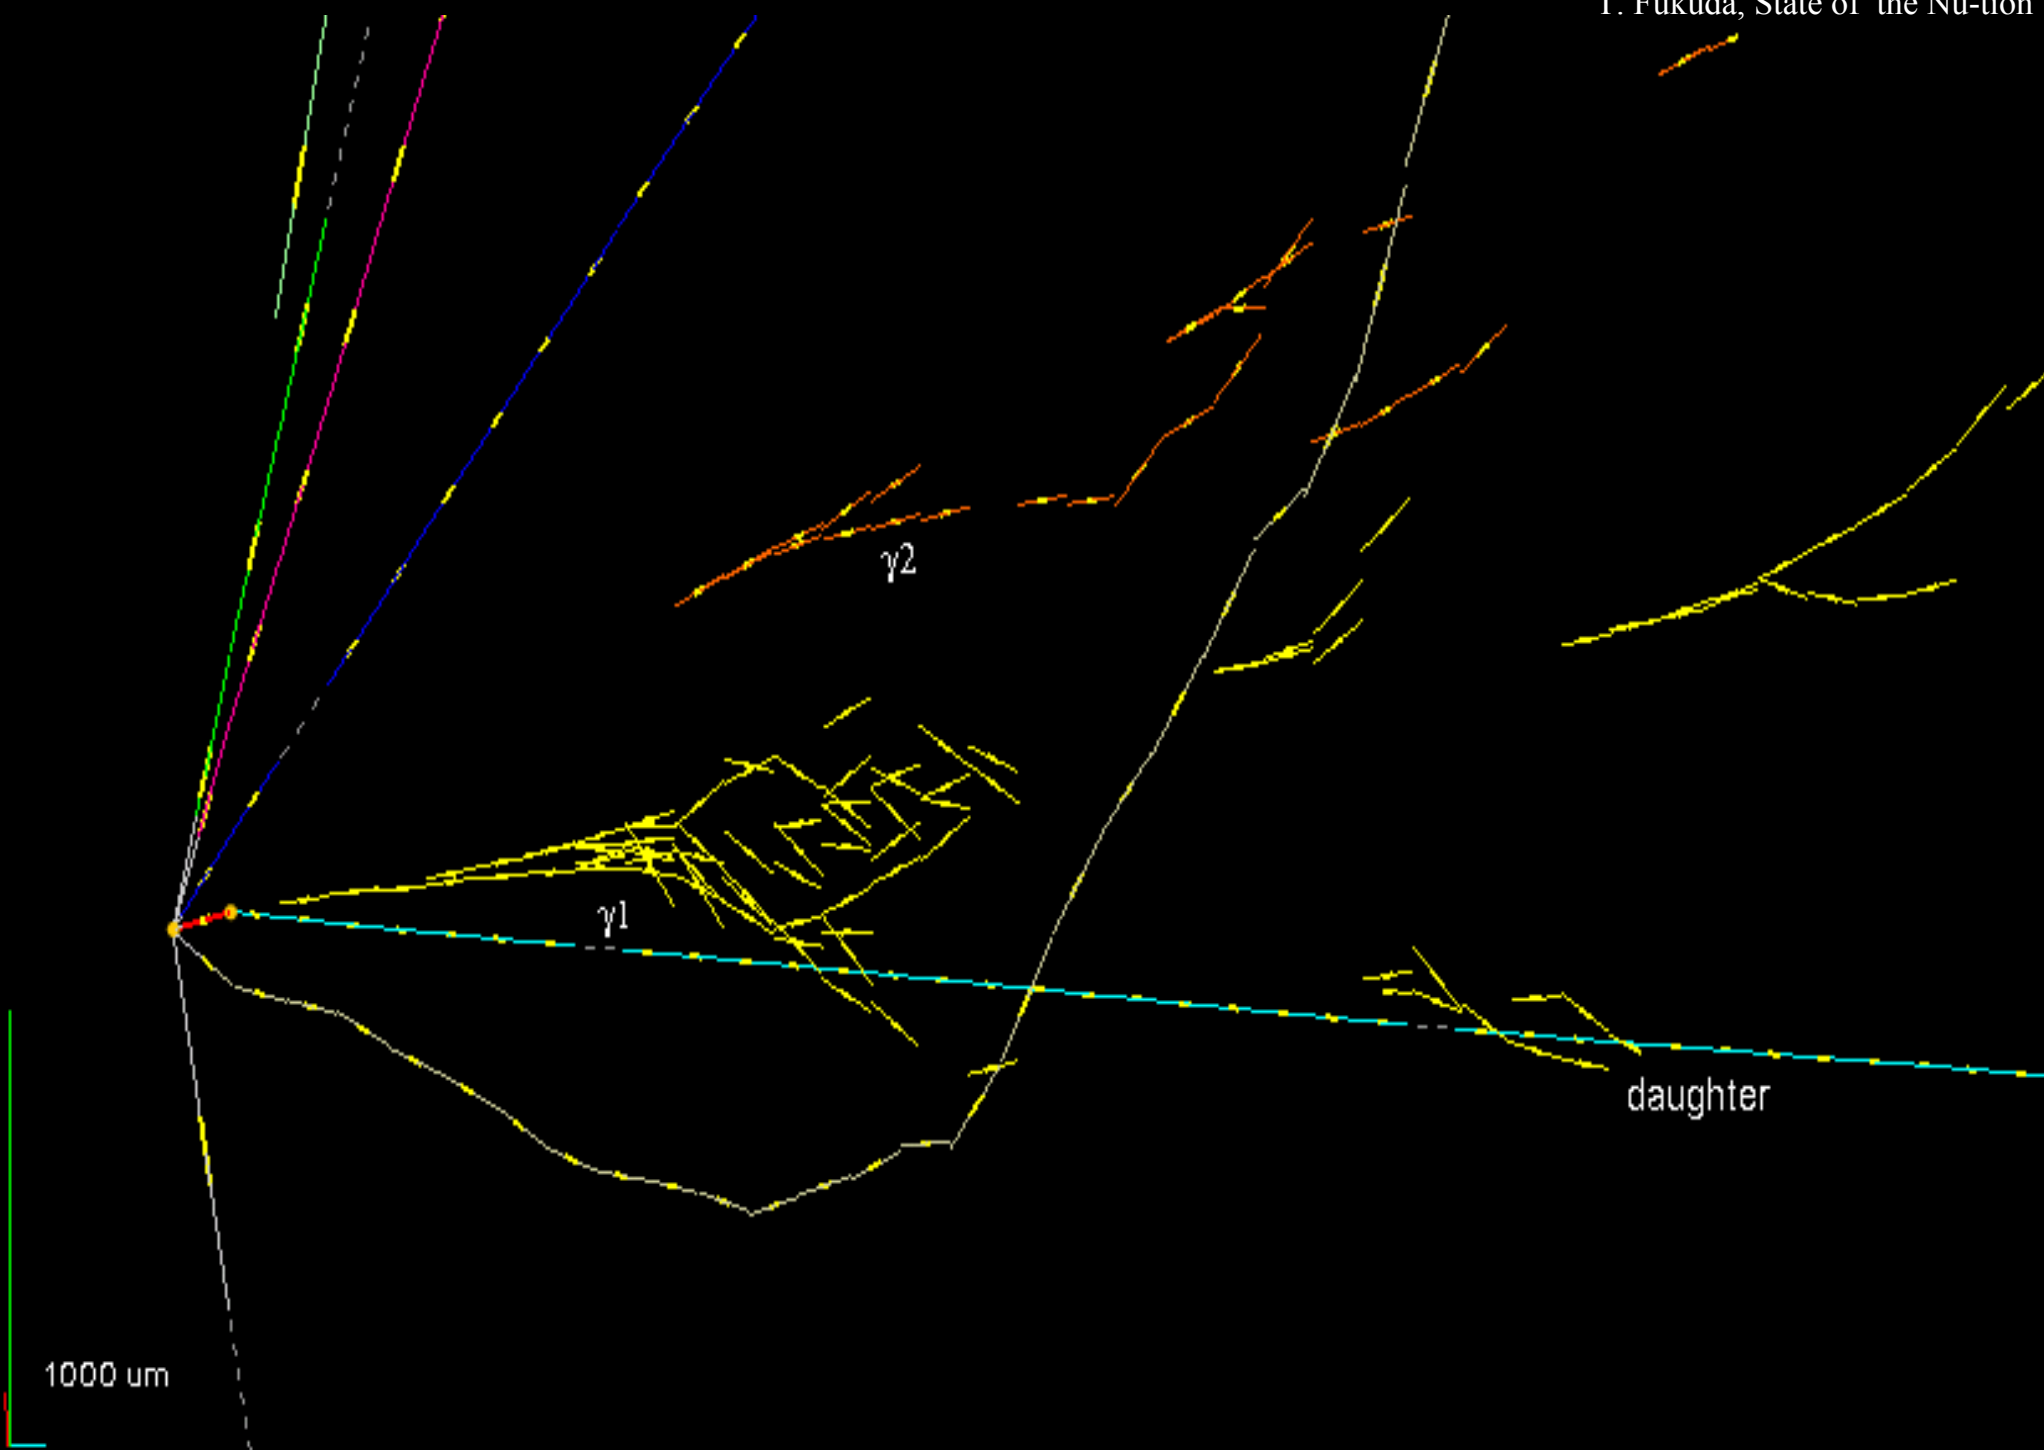 T. Fukuda, State of the Nu-tion
γ2
γ1
daughter
1000 um